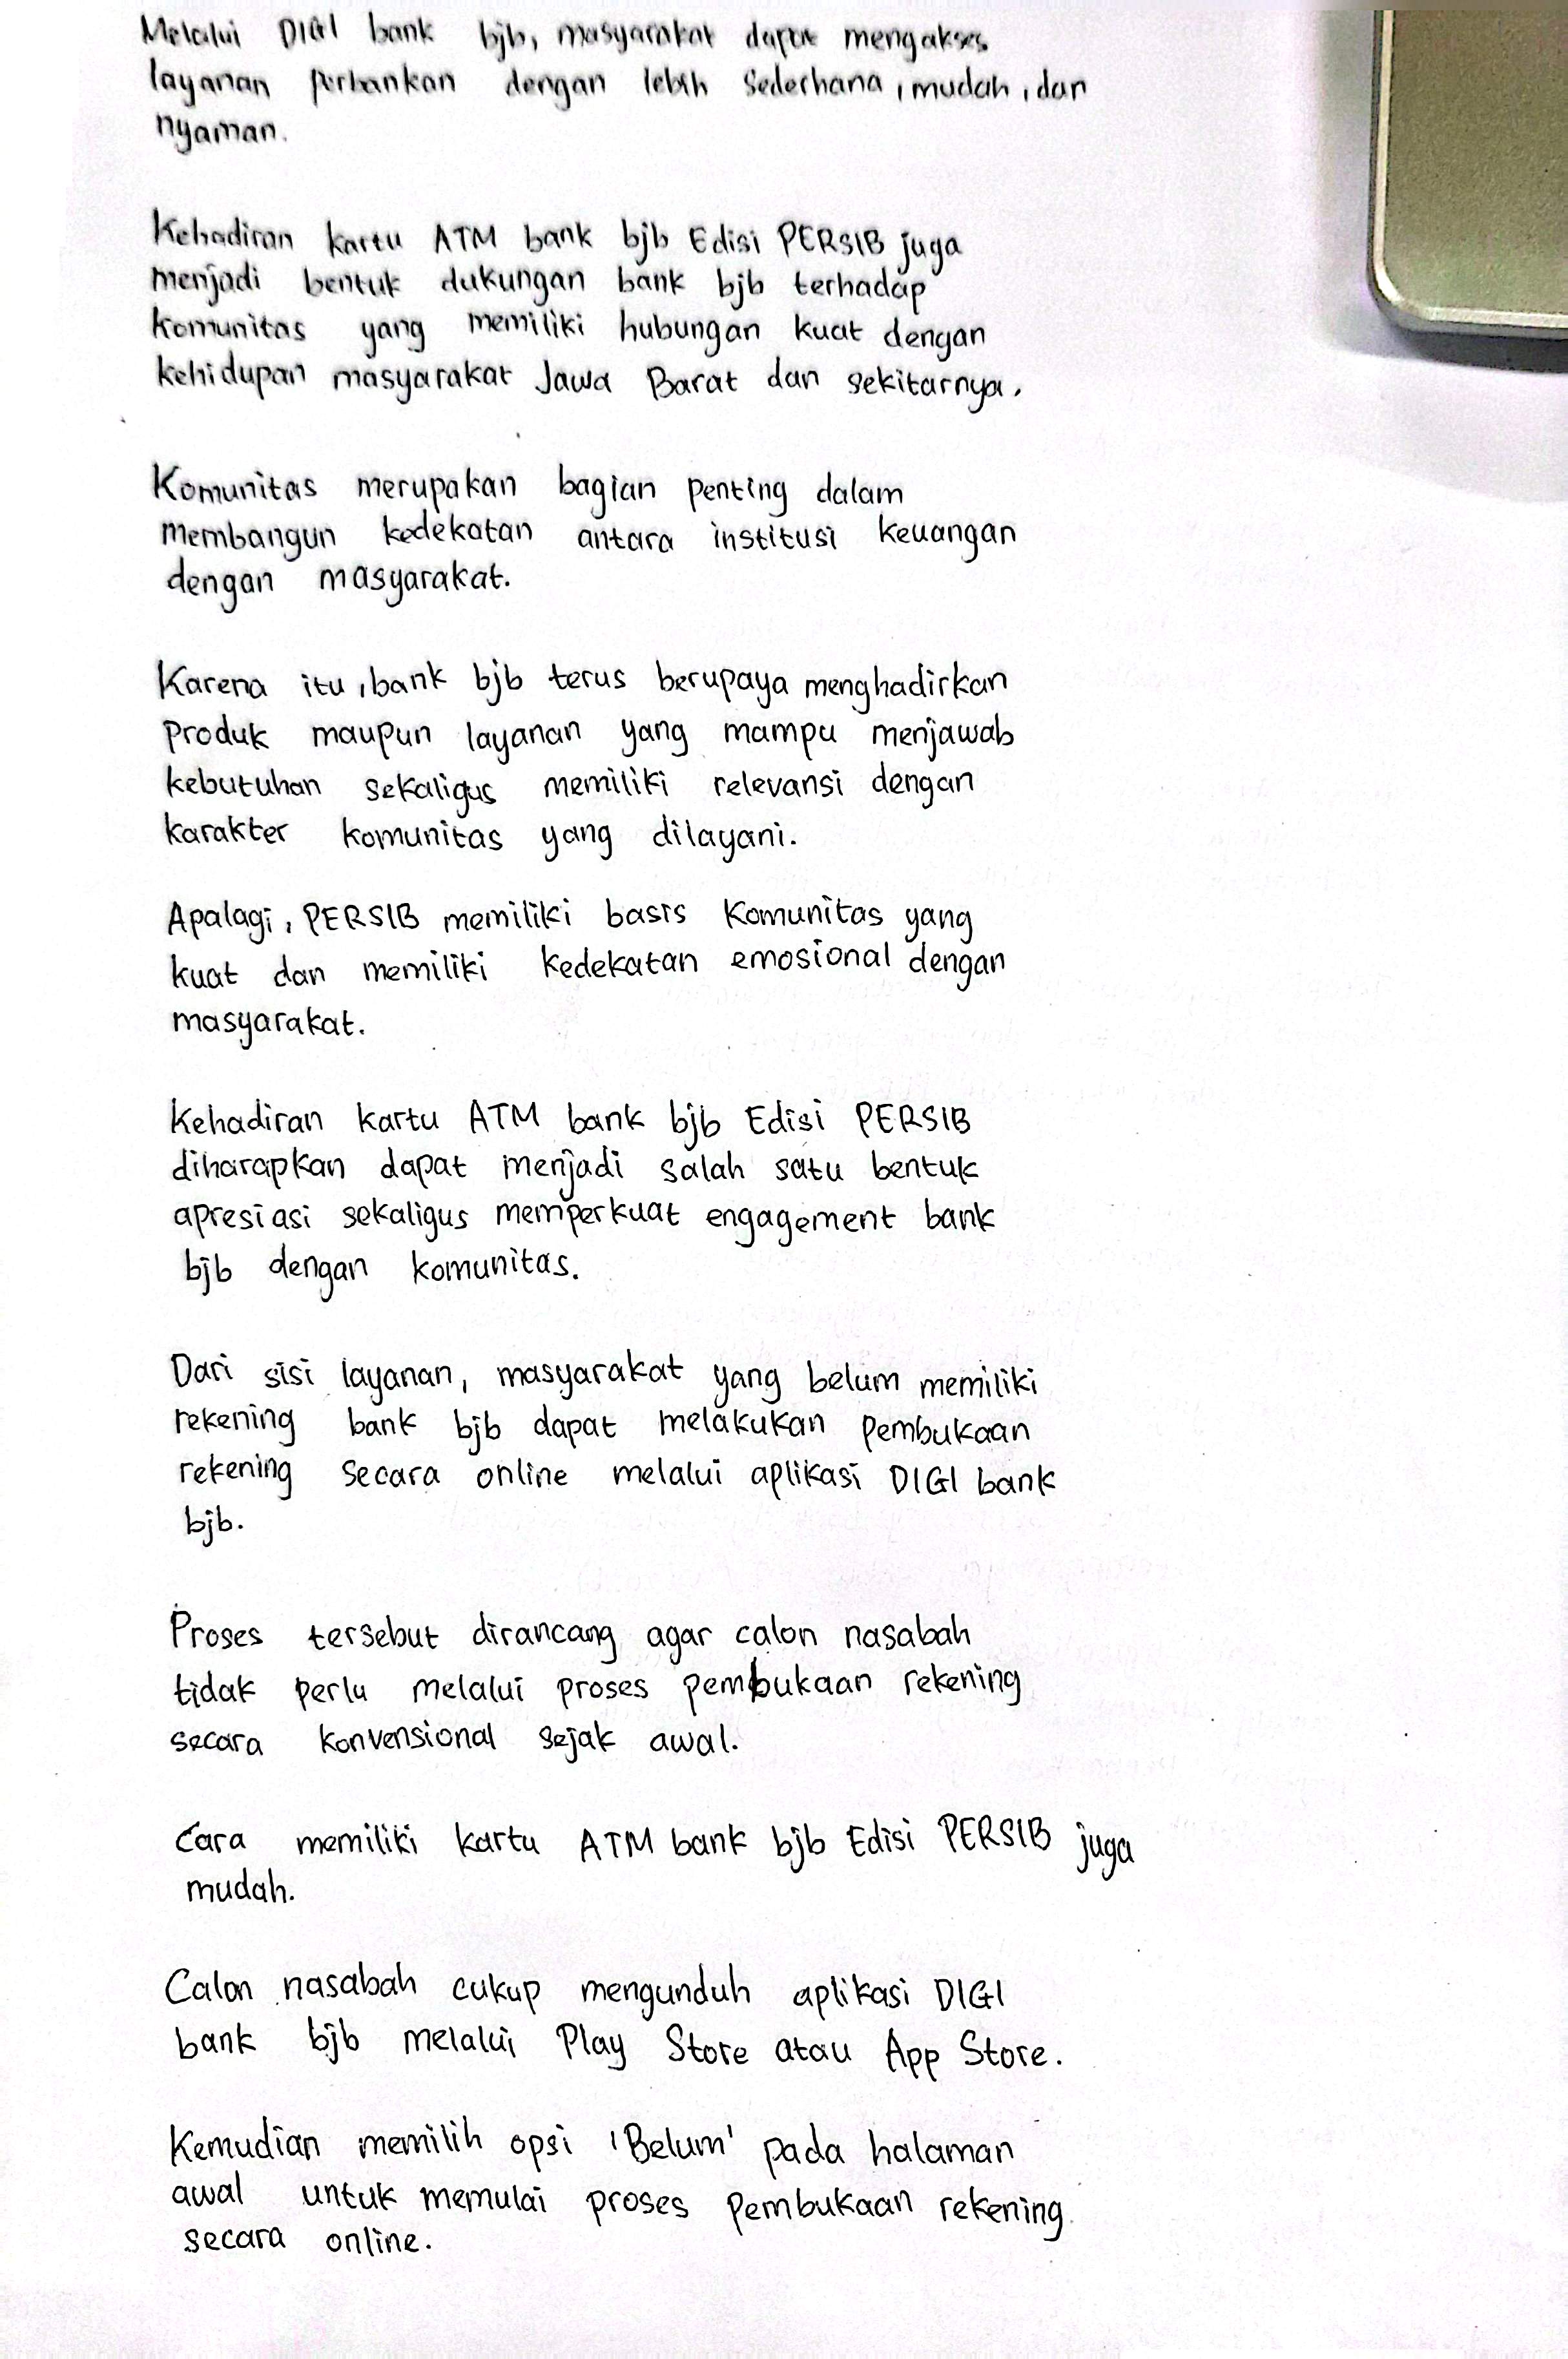 Melalui DIGI bank bjb, masyarakat dapat mengakses
layanan perbankan dengan lebih sederhana, mudah, dan
nyaman.
Kehadiran kartu ATM bank bjb Edisi PERSIB juga
menjadi bentuk dukungan bank bjb terhadap
komunitas yang memiliki hubungan kuat dengan
kehidupan masyarakat Jawa Barat dan sekitarnya.
Komunitas merupakan bagian penting dalam
membangun kedekatan antara institusi keuangan
dengan masyarakat.
Karena itu, bank bjb terus berupaya menghadirkan
produk maupun layanan yang mampu menjawab
kebutuhan sekaligus memiliki relevansi dengan
karakter komunitas yang dilayani.
Apalagi, PERSIB memiliki basis komunitas yang
kuat dan memiliki kedekatan emosional dengan
masyarakat.
Kehadiran kartu ATM bank bjb Edisi PERSIB
diharapkan dapat menjadi salah satu bentuk
apresiasi sekaligus memperkuat engagement bank
bjb dengan komunitas.
Dari sisi layanan, masyarakat yang belum memiliki
rekening bank bjb dapat melakukan pembukaan
rekening secara online melalui aplikasi DIGI bank
bjb.
Proses tersebut dirancang agar calon nasabah
tidak perlu melalui proses pembukaan rekening
secara konvensional sejak awal.
Cara memiliki kartu ATM bank bjb Edisi PERSIB juga
mudah.
Calon nasabah cukup mengunduh aplikasi DIGI
bank bjb melalui Play Store atau App Store.
Kemudian memilih opsi 'Belum' pada halaman
awal untuk memulai proses pembukaan rekening
secara online.